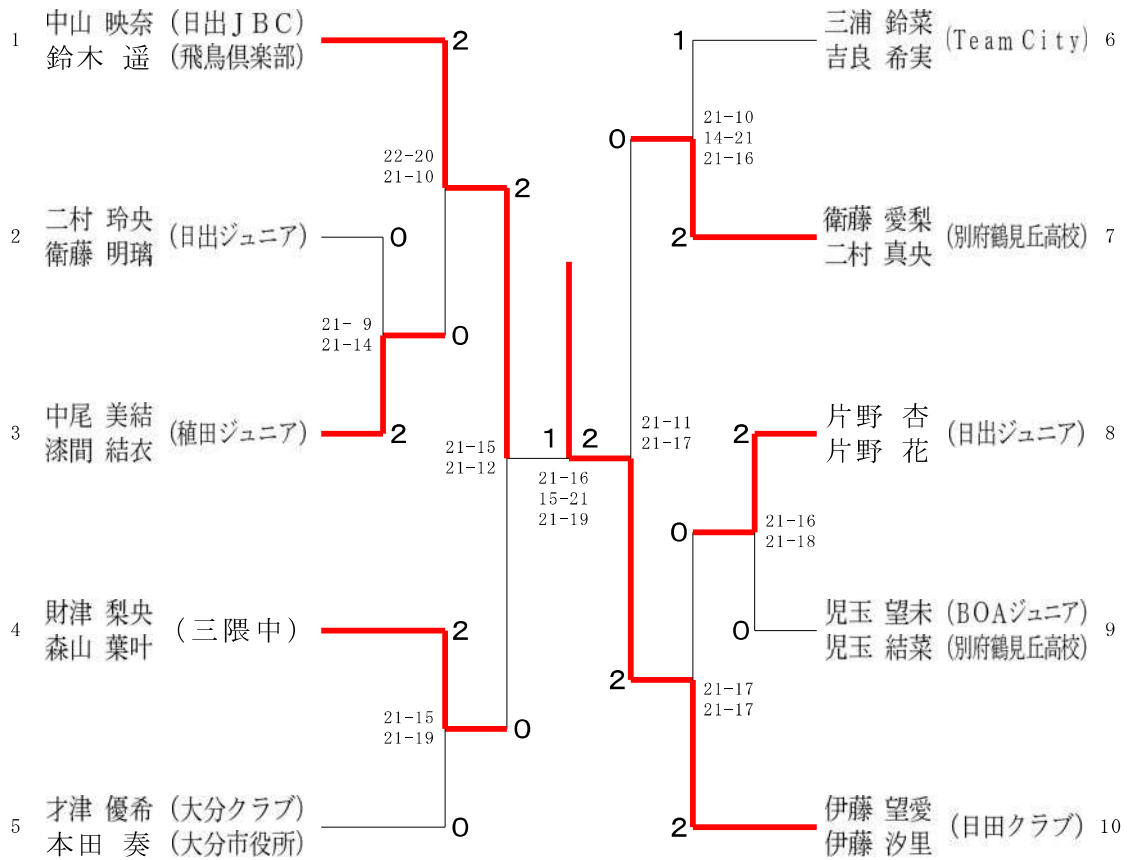 1 中山 映奈 (日出JBC)
鈴木 遥 (飛鳥倶楽部)
2
22-20
21-10
2
2 二村 玲央 (日出ジュニア)
衛藤 明璃
0
21- 9
21-14
0
3 中尾 美結 (稙田ジュニア)
漆間 結衣
2
21-15
21-12
4 財津 梨央 (三隈中)
森山 葉叶
2
21-15
21-19
0
5 才津 優希 (大分クラブ)
本田 奏 (大分市役所)
0
1 2
21-16
15-21
21-19
1
三浦 鈴菜 (Team City) 6
吉良 希実
0
21-10
14-21
21-16
2
衛藤 愛梨 (別府鶴見丘高校) 7
二村 真央
21-11
21-17
2
片野 杏 (日出ジュニア) 8
片野 花
0
21-16
21-18
0
児玉 望未 (BOAジュニア) 9
児玉 結菜 (別府鶴見丘高校)
2
21-17
21-17
2
伊藤 望愛 (日田クラブ) 10
伊藤 汐里